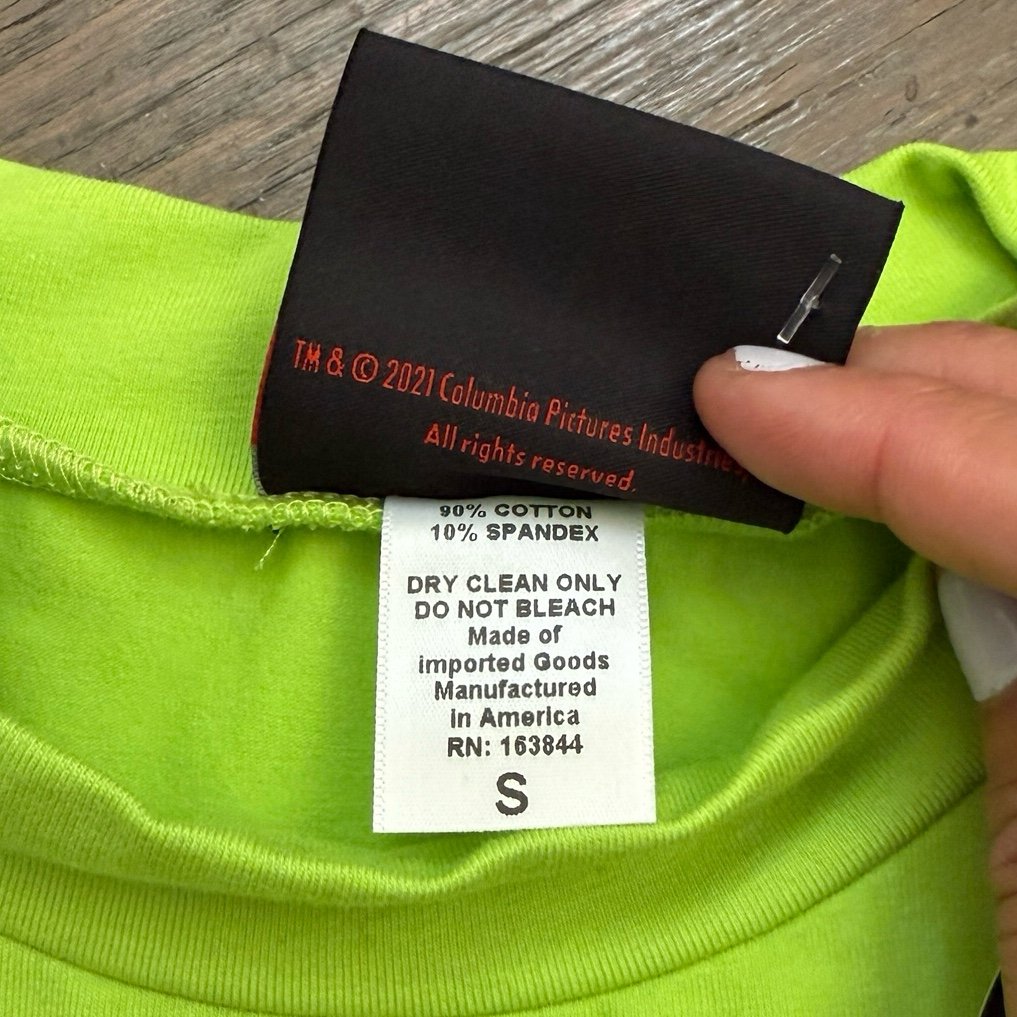 TM & © 2021 Columbia Pictures Industries,
All rights reserved.
90% COTTON
10% SPANDEX
DRY CLEAN ONLY
DO NOT BLEACH
Made of
imported Goods
Manufactured
in America
RN: 163844
S